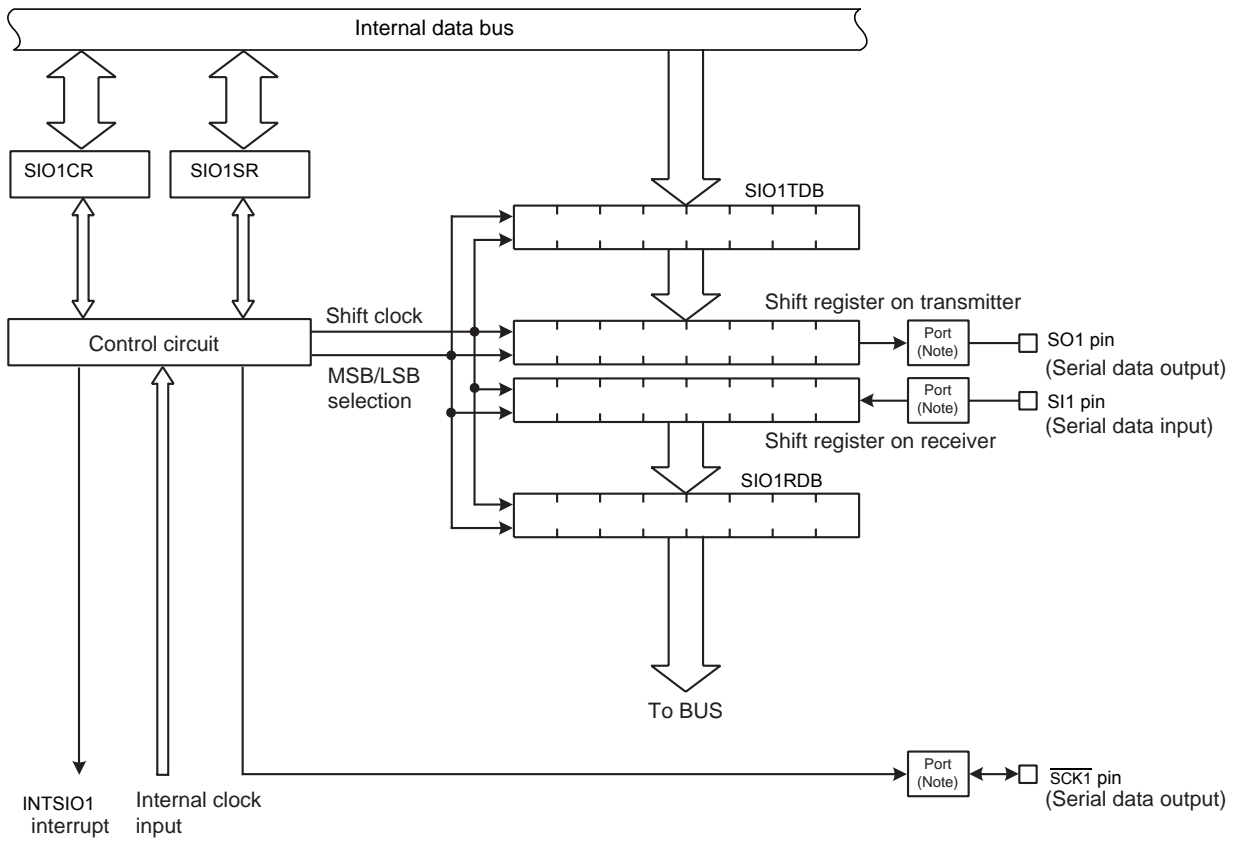 Internal data bus
SIO1CR
SIO1SR
SIO1TDB
Shift clock
Shift register on transmitter
Control circuit
Port
(Note)
SO1 pin
(Serial data output)
MSB/LSB
selection
Port
(Note)
SI1 pin
(Serial data input)
Shift register on receiver
SIO1RDB
To BUS
Port
(Note)
SCK1 pin
(Serial data output)
INTSIO1
interrupt
Internal clock
input